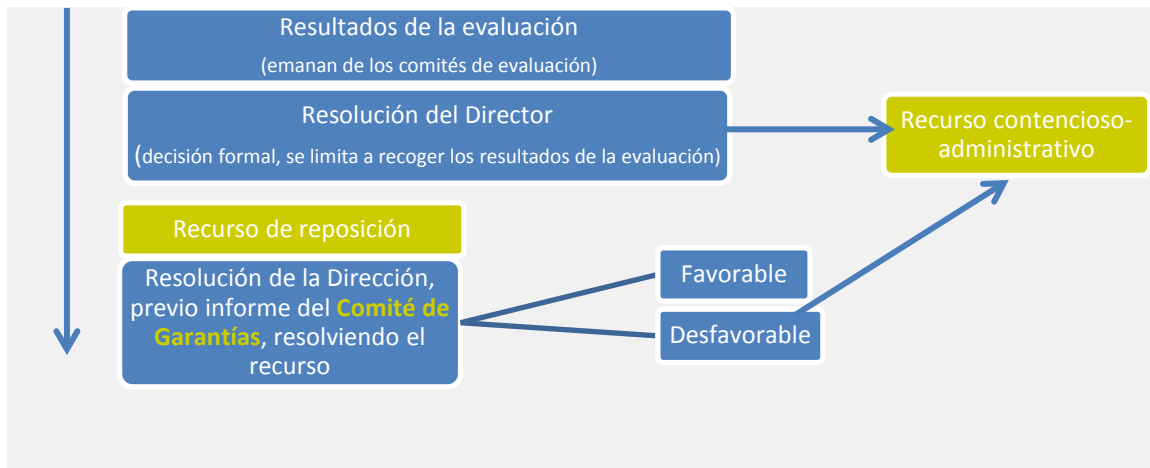 Resultados de la evaluación
(emanan de los comités de evaluación)
Resolución del Director
(decisión formal, se limita a recoger los resultados de la evaluación)
Recurso contencioso-
administrativo
Recurso de reposición
Resolución de la Dirección,
previo informe del Comité de
Garantías, resolviendo el
recurso
Favorable
Desfavorable